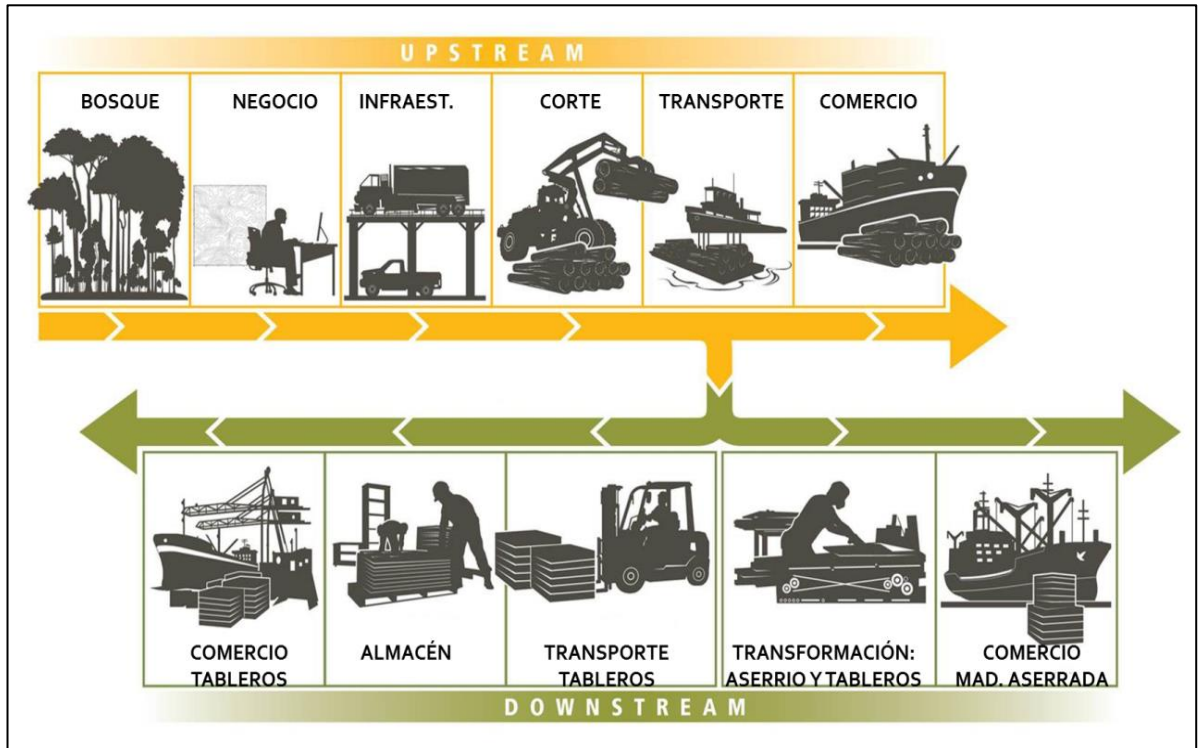 UPSTREAM
BOSQUE
NEGOCIO
INFRAEST.
CORTE
TRANSPORTE
COMERCIO
COMERCIO
TABLEROS
ALMACÉN
TRANSPORTE
TABLEROS
TRANSFORMACIÓN:
ASERRIO Y TABLEROS
COMERCIO
MAD. ASERRADA
DOWNSTREAM